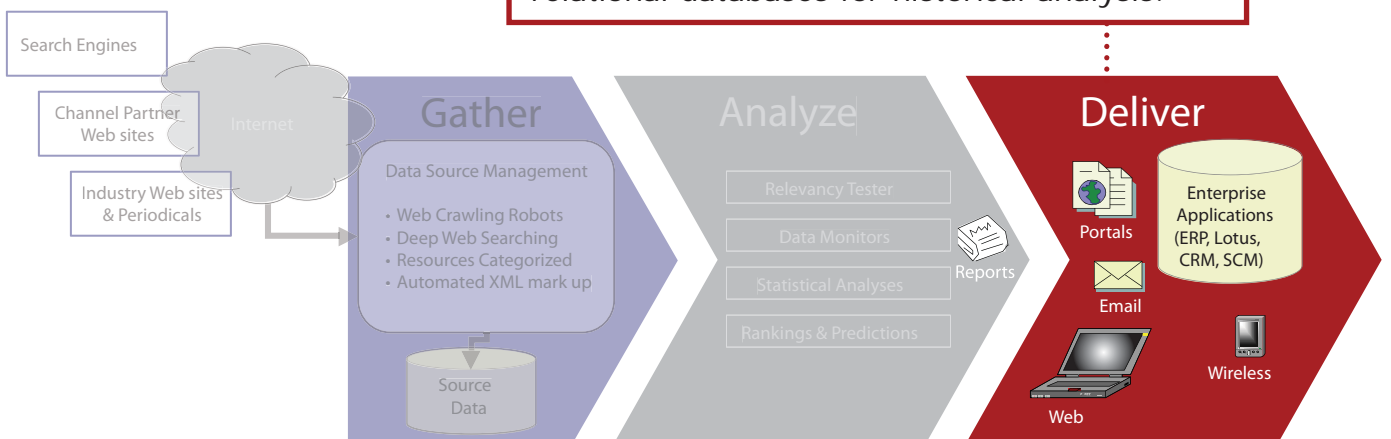 relational databases for historical analysis.
Search Engines
Channel Partner
Web sites
Industry Web sites
& Periodicals
Internet
Gather
Data Source Management
• Web Crawling Robots
• Deep Web Searching
• Resources Categorized
• Automated XML mark up
Source
Data
Analyze
Relevancy Tester
Data Monitors
Statistical Analyses
Rankings & Predictions
Reports
Deliver
Portals
Email
Web
Enterprise
Applications
(ERP, Lotus,
CRM, SCM)
Wireless